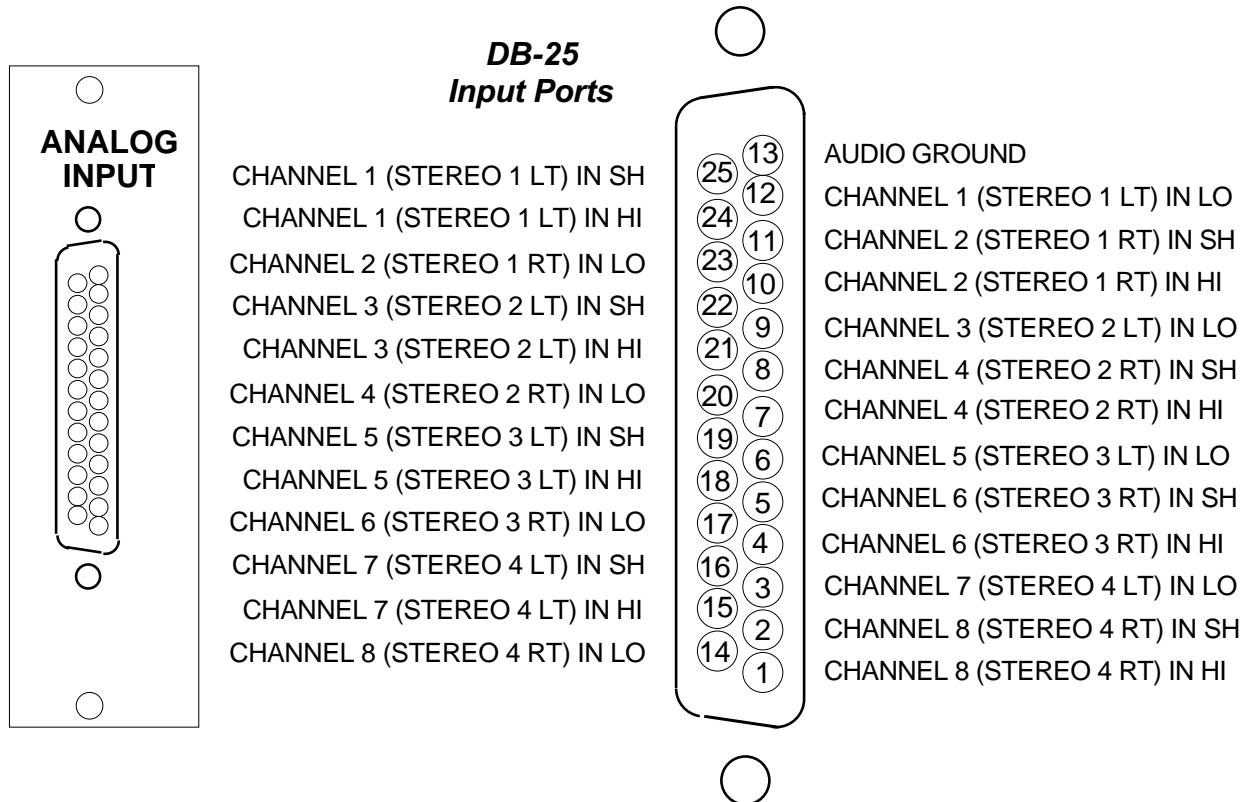 DB-25
Input Ports
ANALOG
INPUT
CHANNEL 1 (STEREO 1 LT) IN SH
CHANNEL 1 (STEREO 1 LT) IN HI
CHANNEL 2 (STEREO 1 RT) IN LO
CHANNEL 3 (STEREO 2 LT) IN SH
CHANNEL 3 (STEREO 2 LT) IN HI
CHANNEL 4 (STEREO 2 RT) IN LO
CHANNEL 5 (STEREO 3 LT) IN SH
CHANNEL 5 (STEREO 3 LT) IN HI
CHANNEL 6 (STEREO 3 RT) IN LO
CHANNEL 7 (STEREO 4 LT) IN SH
CHANNEL 7 (STEREO 4 LT) IN HI
CHANNEL 8 (STEREO 4 RT) IN LO
25
24
23
22
21
20
19
18
17
16
15
14
13
12
11
10
9
8
7
6
5
4
3
2
1
AUDIO GROUND
CHANNEL 1 (STEREO 1 LT) IN LO
CHANNEL 2 (STEREO 1 RT) IN SH
CHANNEL 2 (STEREO 1 RT) IN HI
CHANNEL 3 (STEREO 2 LT) IN LO
CHANNEL 4 (STEREO 2 RT) IN SH
CHANNEL 4 (STEREO 2 RT) IN HI
CHANNEL 5 (STEREO 3 LT) IN LO
CHANNEL 6 (STEREO 3 RT) IN SH
CHANNEL 6 (STEREO 3 RT) IN HI
CHANNEL 7 (STEREO 4 LT) IN LO
CHANNEL 8 (STEREO 4 RT) IN SH
CHANNEL 8 (STEREO 4 RT) IN HI